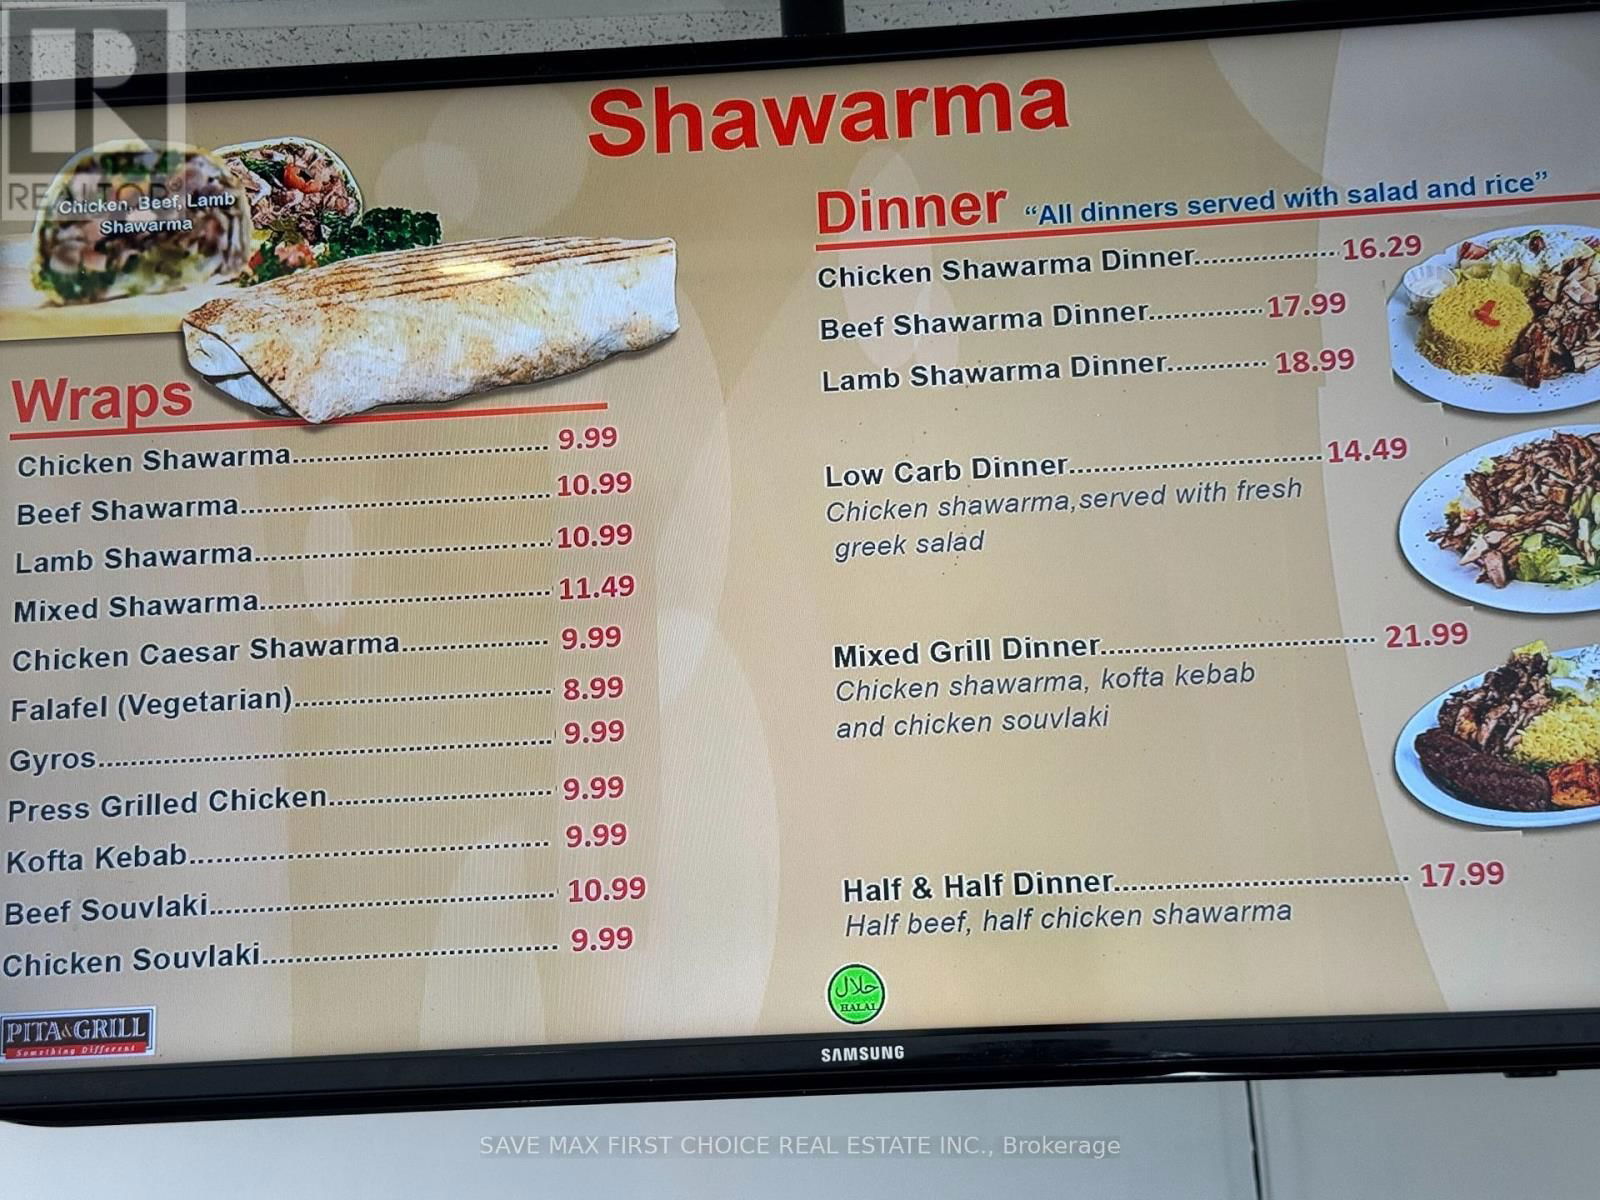 REALTOR®
Chicken, Beef, Lamb
Shawarma
Shawarma
Wraps
Chicken Shawarma.............................. 9.99
Beef Shawarma.................................... 10.99
Lamb Shawarma................................... 10.99
Mixed Shawarma.................................. 11.49
Chicken Caesar Shawarma................. 9.99
Falafel (Vegetarian).............................. 8.99
Gyros..................................................... 9.99
Press Grilled Chicken.......................... 9.99
Kofta Kebab.......................................... 9.99
Beef Souvlaki........................................ 10.99
Chicken Souvlaki.................................. 9.99
PITA & GRILL
Something Different
Dinner “All dinners served with salad and rice”
Chicken Shawarma Dinner................. 16.29
Beef Shawarma Dinner.............. 17.99
Lamb Shawarma Dinner............ 18.99
Low Carb Dinner............................... 14.49
Chicken shawarma,served with fresh
greek salad
Mixed Grill Dinner................................. 21.99
Chicken shawarma, kofta kebab
and chicken souvlaki
Half & Half Dinner................................... 17.99
Half beef, half chicken shawarma
حلال
HALAL
SAMSUNG
SAVE MAX FIRST CHOICE REAL ESTATE INC., Brokerage